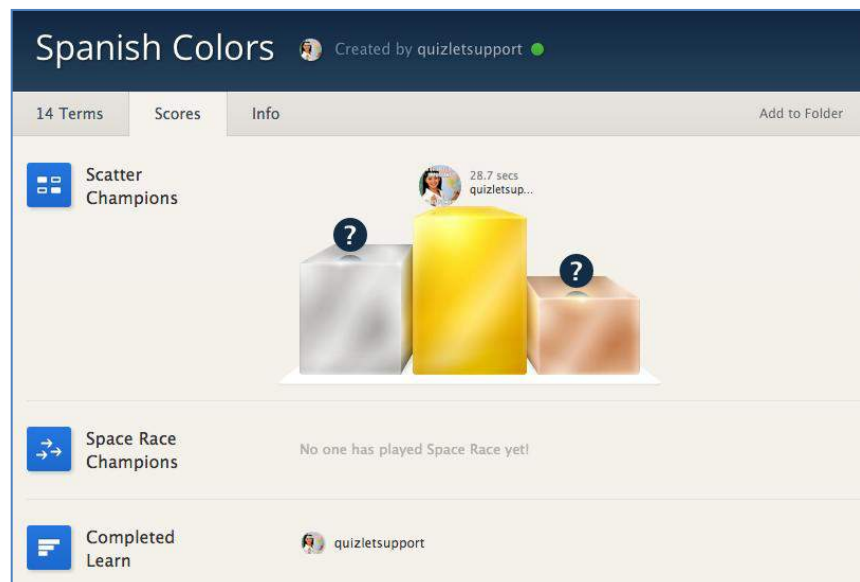 Spanish Colors Created by quizletsupport
14 Terms Scores Info Add to Folder
Scatter
Champions
28.7 secs
quizletsup...
?
?
Space Race
Champions
No one has played Space Race yet!
Completed
Learn
quizletsupport